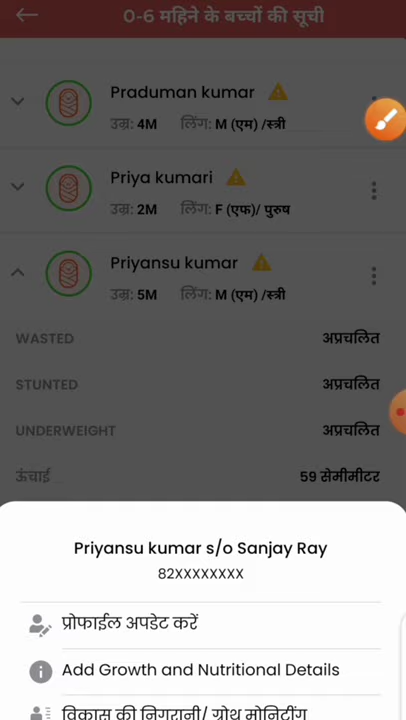 0-6 महिने के बच्चों की सूची
Praduman kumar
उम्र: 4M लिंग: M (एम) /स्त्री
Priya kumari
उम्र: 2M लिंग: F (एफ)/ पुरुष
Priyansu kumar
उम्र: 5M लिंग: M (एम) /स्त्री
WASTED अप्रचलित
STUNTED अप्रचलित
UNDERWEIGHT अप्रचलित
ऊंचाई 59 सेमीमीटर
Priyansu kumar s/o Sanjay Ray
82XXXXXXXX
प्रोफाईल अपडेट करें
Add Growth and Nutritional Details
विकास की निगरानी/ ग्रोथ मोनिटरिंग